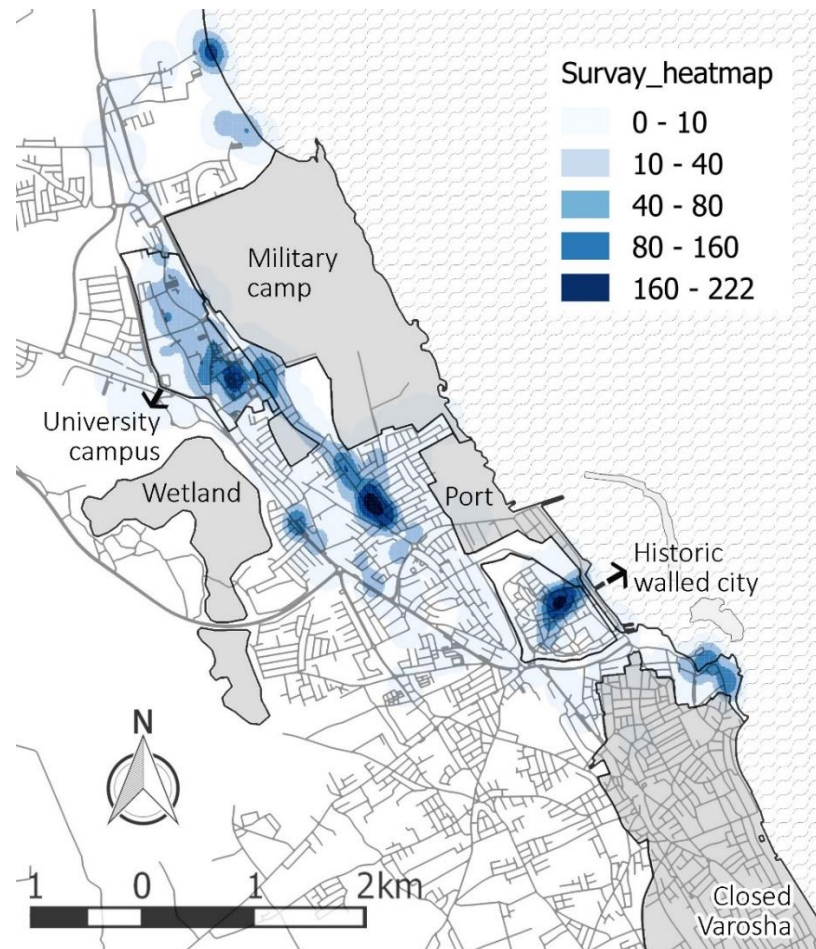 Survay_heatmap
0 - 10
10 - 40
40 - 80
80 - 160
160 - 222
Military
camp
University
campus
Wetland
Port
Historic
walled city
N
1 0 1 2km
Closed
Varosha